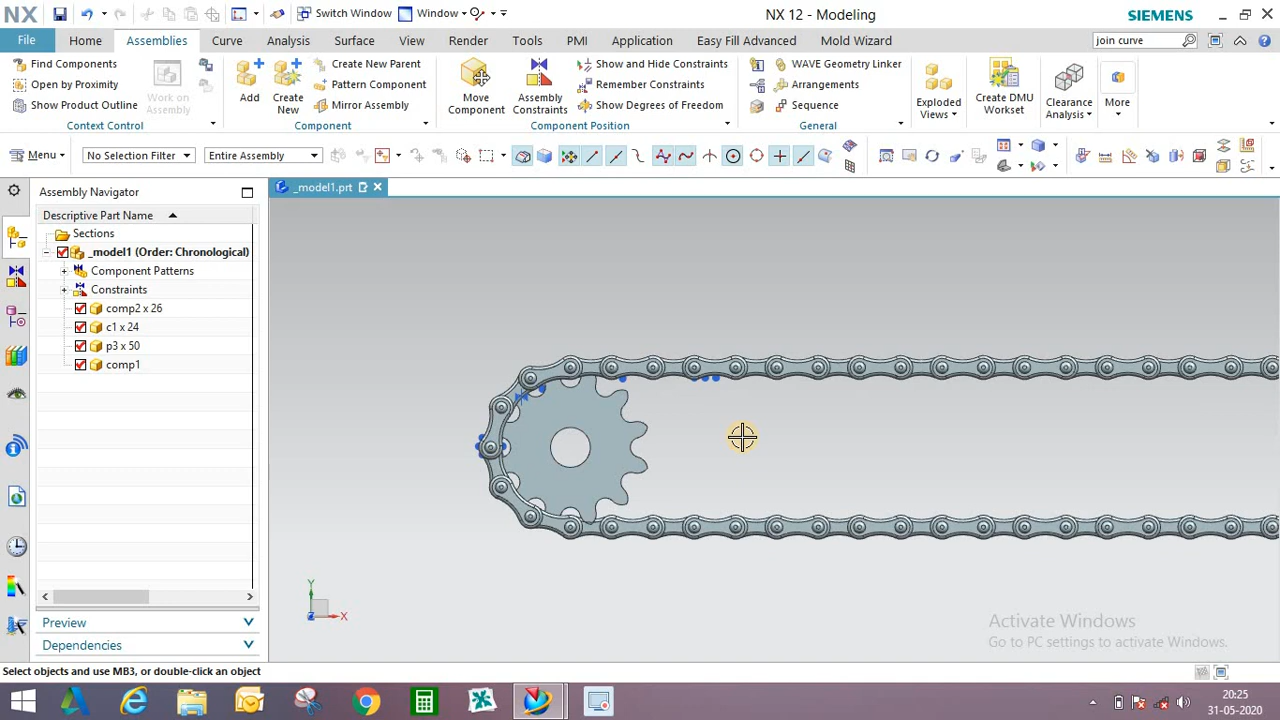 NX Switch Window Window NX 12 - Modeling SIEMENS
File Home Assemblies Curve Analysis Surface View Render Tools PMI Application Easy Fill Advanced Mold Wizard join curve
Find Components
Open by Proximity
Show Product Outline
Work on
Assembly
Context Control
Add
Create
New
Create New Parent
Pattern Component
Mirror Assembly
Component
Move
Component
Assembly
Constraints
Show and Hide Constraints
Remember Constraints
Show Degrees of Freedom
Component Position
WAVE Geometry Linker
Arrangements
Sequence
General
Exploded
Views
Create DMU
Workset
Clearance
Analysis
More
Menu No Selection Filter Entire Assembly
Assembly Navigator
_model1.prt
Descriptive Part Name
Sections
_model1 (Order: Chronological)
Component Patterns
Constraints
comp2 x 26
c1 x 24
p3 x 50
comp1
Y
X
Z
Preview
Dependencies
Activate Windows
Go to PC settings to activate Windows.
Select objects and use MB3, or double-click an object
20:25
31-05-2020